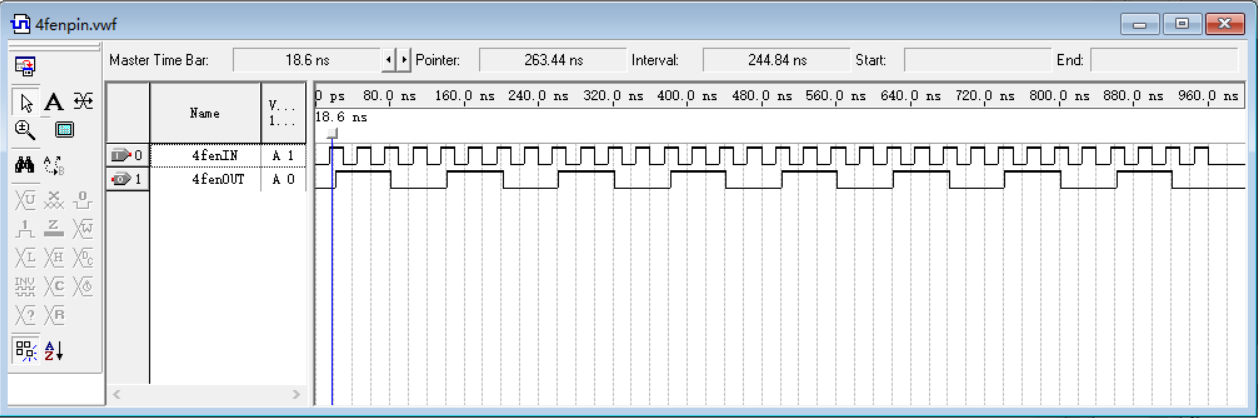 4fenpin.vwf
Master Time Bar: 18.6 ns Pointer: 263.44 ns Interval: 244.84 ns Start: End:
Name V... 1... 0 ps 80.0 ns 160.0 ns 240.0 ns 320.0 ns 400.0 ns 480.0 ns 560.0 ns 640.0 ns 720.0 ns 800.0 ns 880.0 ns 960.0 ns
18.6 ns
0 4fenIN A 1
1 4fenOUT A 0